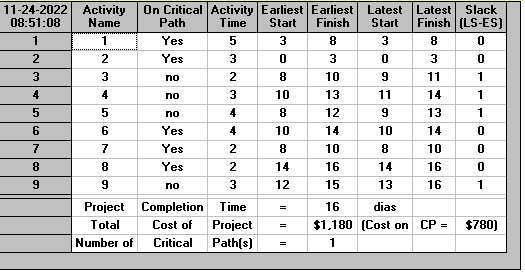 11-24-2022 Activity On Critical Activity Earliest Earliest Latest Latest Slack
08:51:08 Name Path Time Start Finish Start Finish (LS-ES)
1 1 Yes 5 3 8 3 8 0
2 2 Yes 3 0 3 0 3 0
3 3 no 2 8 10 9 11 1
4 4 no 3 10 13 11 14 1
5 5 no 4 8 12 9 13 1
6 6 Yes 4 10 14 10 14 0
7 7 Yes 2 8 10 8 10 0
8 8 Yes 2 14 16 14 16 0
9 9 no 3 12 15 13 16 1
Project Completion Time = 16 dias
Total Cost of Project = $1,180 (Cost on CP = $780)
Number of Critical Path(s) = 1